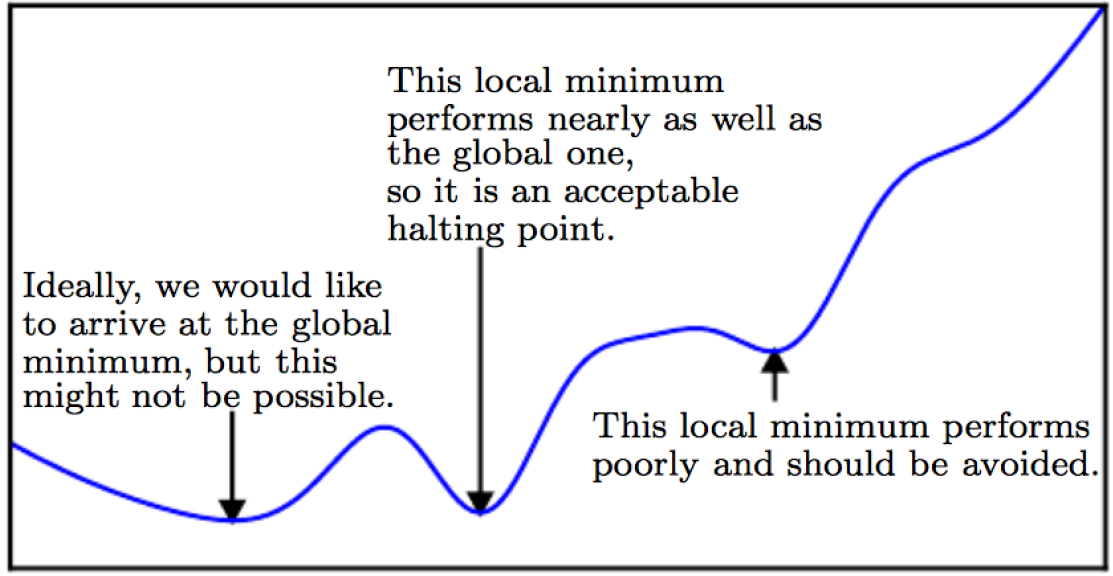 This local minimum
performs nearly as well as
the global one,
so it is an acceptable
halting point.
Ideally, we would like
to arrive at the global
minimum, but this
might not be possible.
This local minimum performs
poorly and should be avoided.